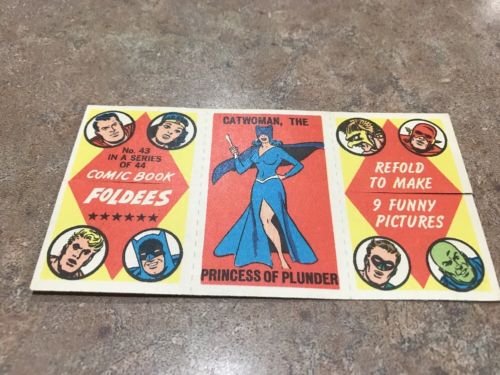 No. 43
IN A SERIES
OF 44
COMIC BOOK
FOLDEES
★★★★★★
CATWOMAN, THE
PRINCESS OF PLUNDER
REFOLD
TO MAKE
9 FUNNY
PICTURES